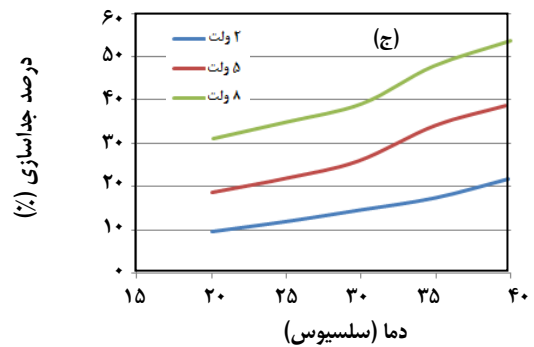 ۶۰
۵۰
۴۰
۳۰
۲۰
۱۰
۰
درصد جداسازی (٪)
(ج)
۲ ولت
۵ ولت
۸ ولت
۱۵ ۲۰ ۲۵ ۳۰ ۳۵ ۴۰
دما (سلسیوس)